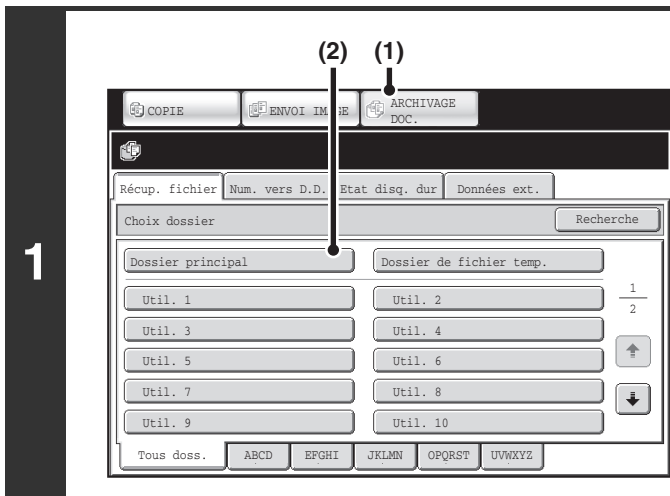 1
(2) (1)
COPIE ENVOI IMAGE ARCHIVAGE
DOC.
Récup. fichier Num. vers D.D. Etat disq. dur Données ext.
Choix dossier Recherche
Dossier principal Dossier de fichier temp.
Util. 1 Util. 2
1
2
Util. 3 Util. 4
Util. 5 Util. 6
Util. 7 Util. 8
Util. 9 Util. 10
Tous doss. ABCD EFGHI JKLMN OPQRST UVWXYZ